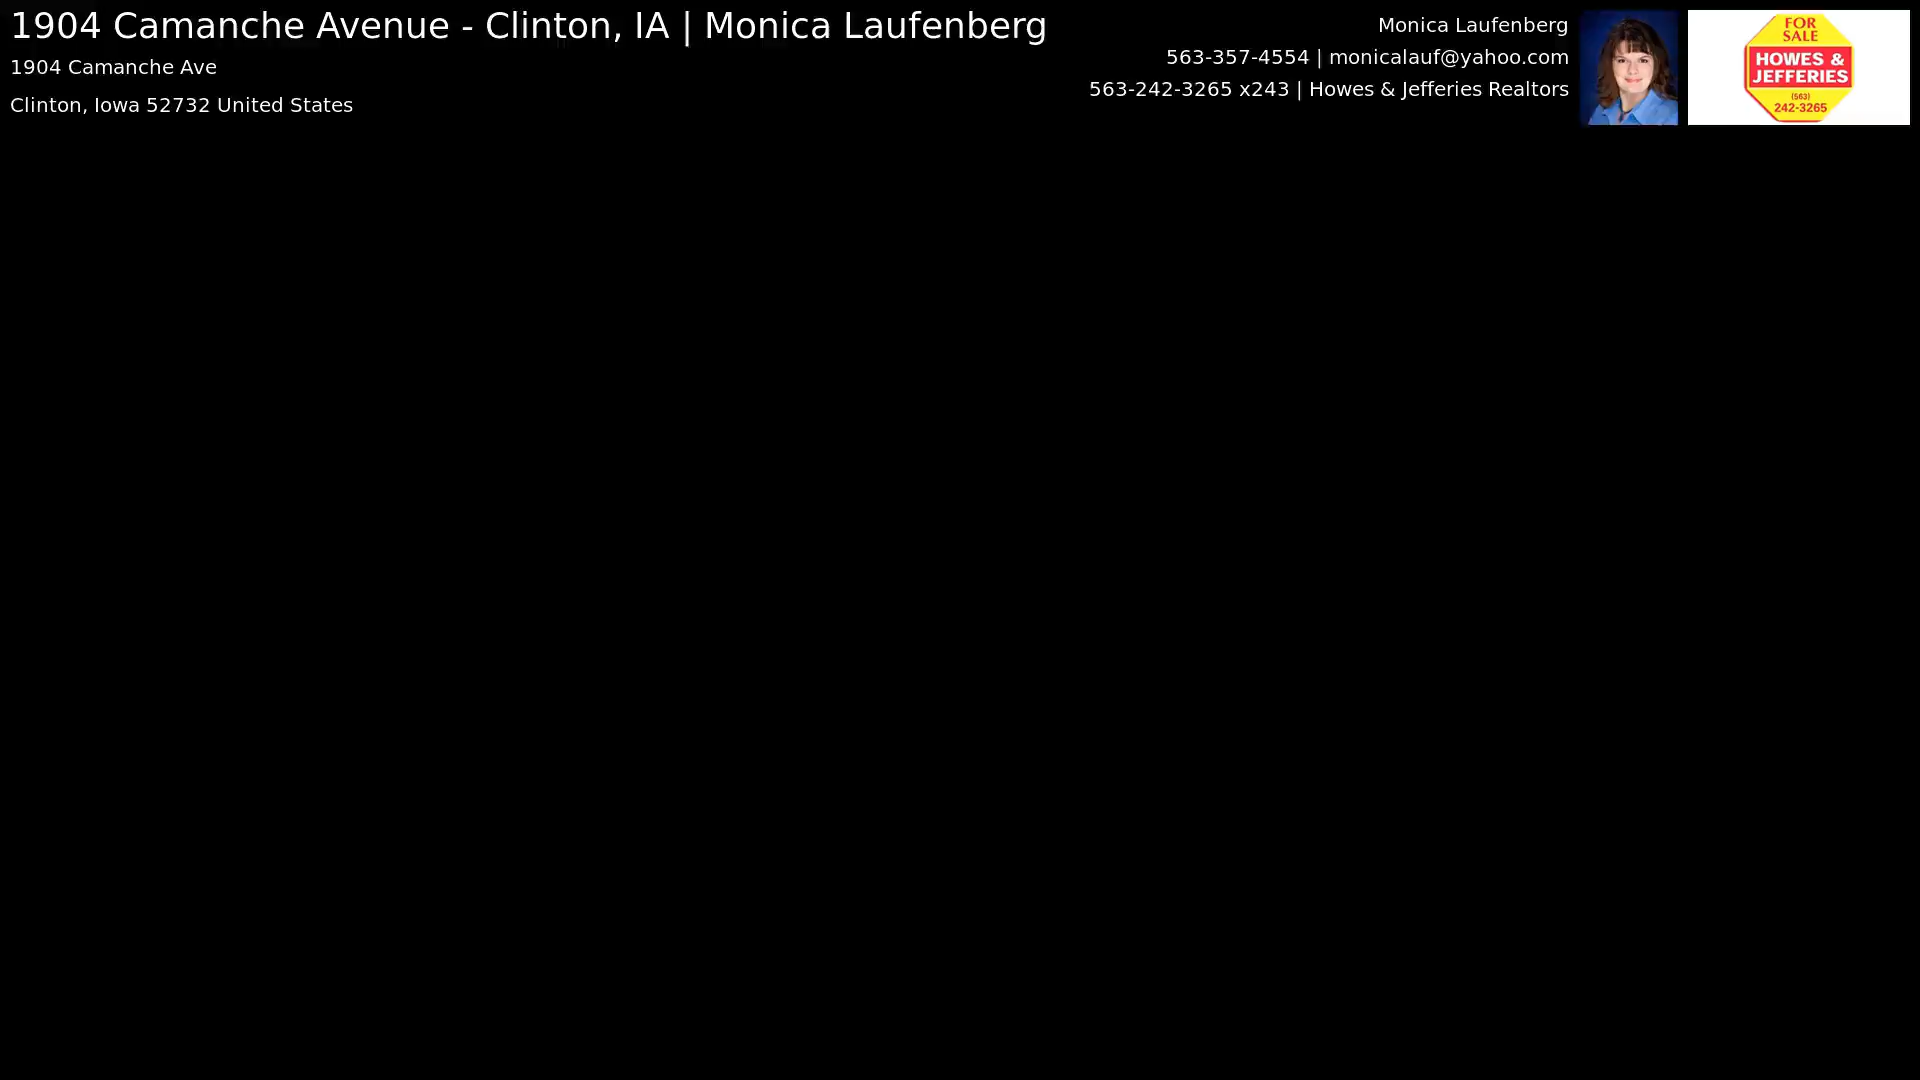 1904 Camanche Avenue - Clinton, IA | Monica Laufenberg
1904 Camanche Ave
Clinton, Iowa 52732 United States
Monica Laufenberg
563-357-4554 | monicalauf@yahoo.com
563-242-3265 x243 | Howes & Jefferies Realtors
FOR
SALE
HOWES &
JEFFERIES
(563)
242-3265